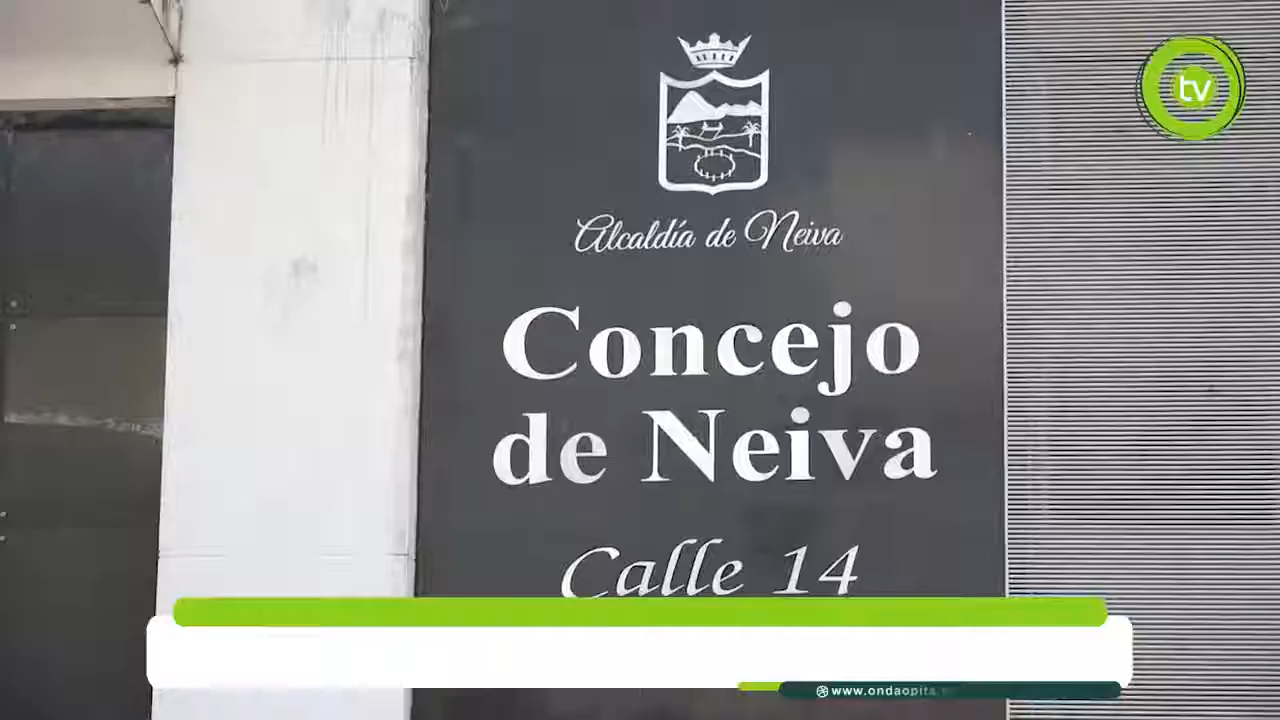 tv
Alcaldía de Neiva
Concejo
de Neiva
Calle 14
www.ondaopita.